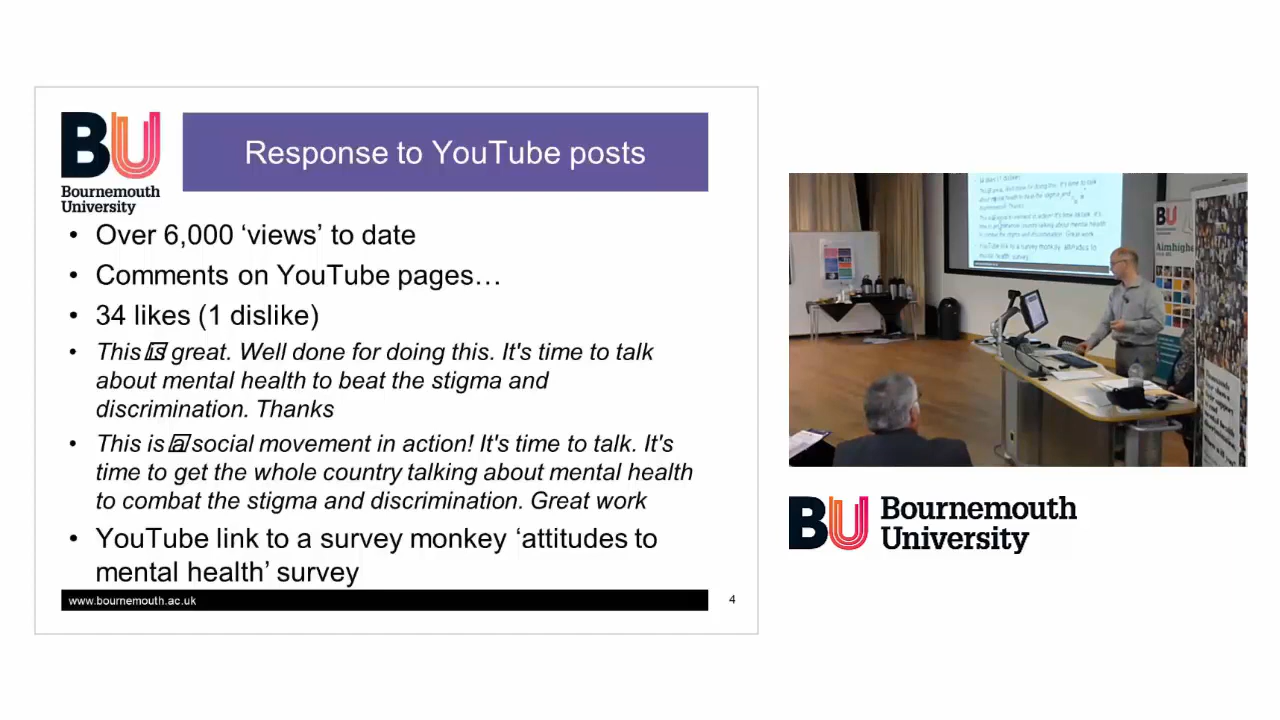 BU
Bournemouth
University
Response to YouTube posts
• Over 6,000 ‘views’ to date
• Comments on YouTube pages…
• 34 likes (1 dislike)
• This is great. Well done for doing this. It's time to talk
about mental health to beat the stigma and
discrimination. Thanks
• This is a social movement in action! It's time to talk. It's
time to get the whole country talking about mental health
to combat the stigma and discrimination. Great work
• YouTube link to a survey monkey ‘attitudes to
mental health’ survey
www.bournemouth.ac.uk
4
BU
Aimhighe
BU
Bournemouth
University